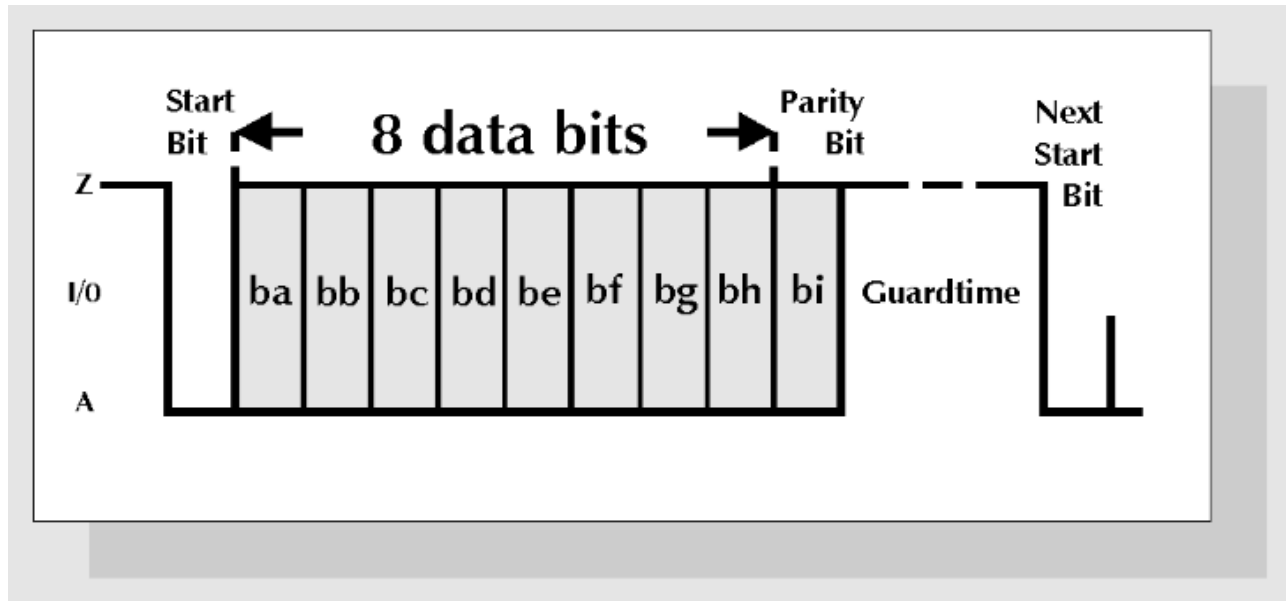 Start
Bit
8 data bits
Parity
Bit
Next
Start
Bit
Z
I/0
ba bb bc bd be bf bg bh bi
Guardtime
A